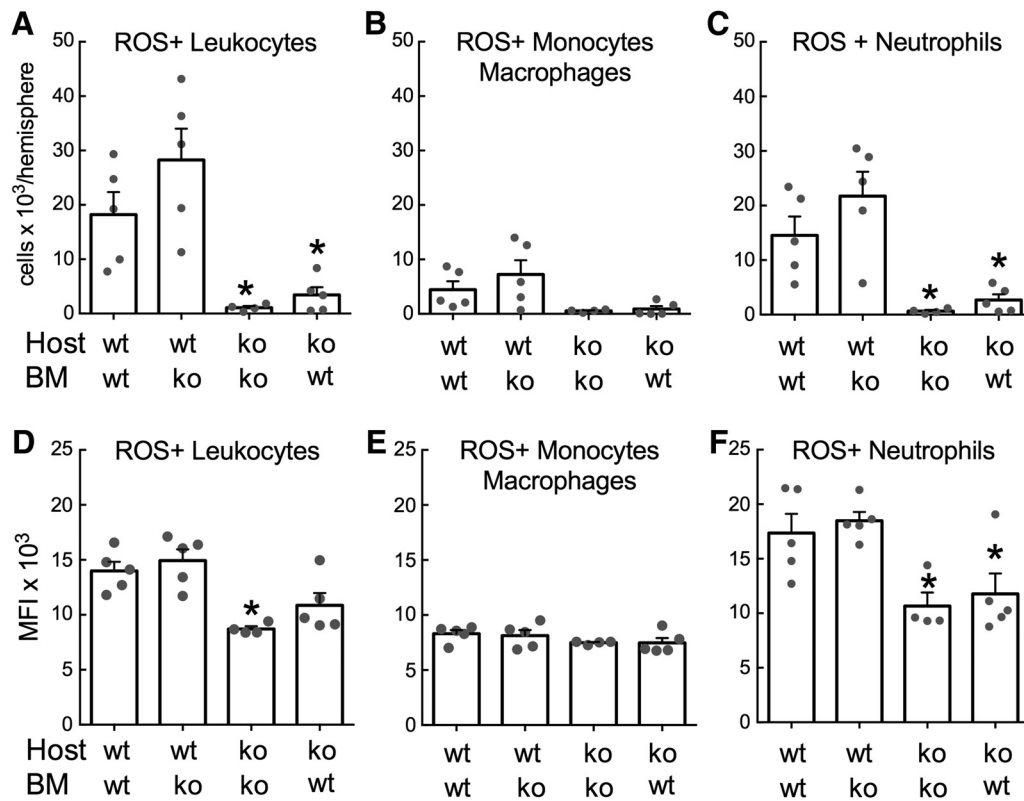 A
ROS+ Leukocytes
50
40
30
20
10
0
cells x 10³/hemisphere
*
*
Host wt wt ko ko
BM wt ko ko wt
B
ROS+ Monocytes
Macrophages
50
40
30
20
10
0
wt wt ko ko
wt ko ko wt
C
ROS + Neutrophils
50
40
30
20
10
0
*
*
wt wt ko ko
wt ko ko wt
D
ROS+ Leukocytes
25
20
15
10
5
0
MFI x 10³
*
Host wt wt ko ko
BM wt ko ko wt
E
ROS+ Monocytes
Macrophages
25
20
15
10
5
0
wt wt ko ko
wt ko ko wt
F
ROS+ Neutrophils
25
20
15
10
5
0
*
*
wt wt ko ko
wt ko ko wt